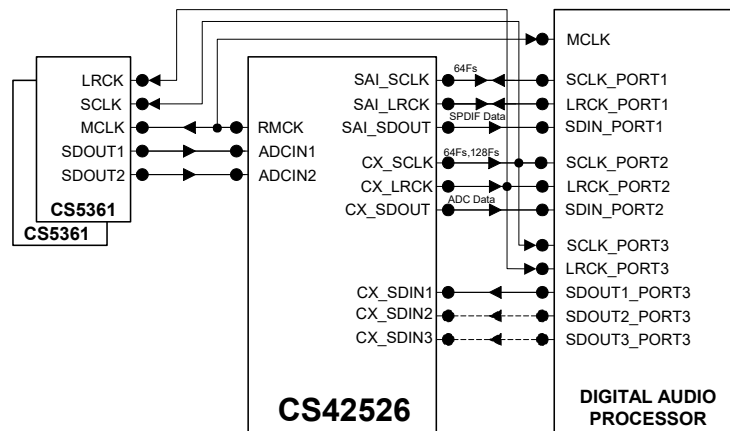 MCLK
LRCK
SCLK
MCLK
SDOUT1
SDOUT2
CS5361
CS5361
RMCK
ADCIN1
ADCIN2
SAI_SCLK
SAI_LRCK
SAI_SDOUT
CX_SCLK
CX_LRCK
CX_SDOUT
CX_SDIN1
CX_SDIN2
CX_SDIN3
CS42526
64Fs
SPDIF Data
64Fs,128Fs
ADC Data
SCLK_PORT1
LRCK_PORT1
SDIN_PORT1
SCLK_PORT2
LRCK_PORT2
SDIN_PORT2
SCLK_PORT3
LRCK_PORT3
SDOUT1_PORT3
SDOUT2_PORT3
SDOUT3_PORT3
DIGITAL AUDIO
PROCESSOR